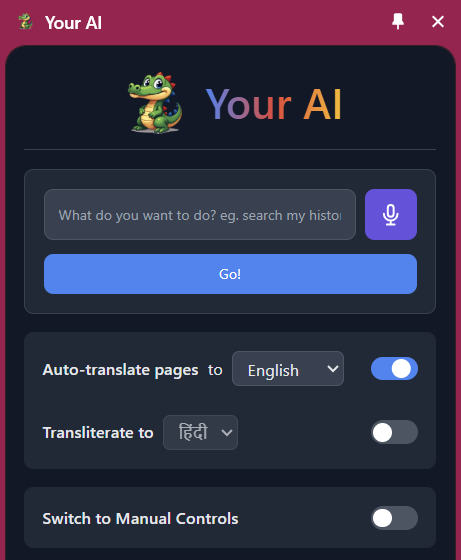 Your AI
Your AI
What do you want to do? eg. search my histo
Go!
Auto-translate pages to English
Transliterate to हिंदी
Switch to Manual Controls